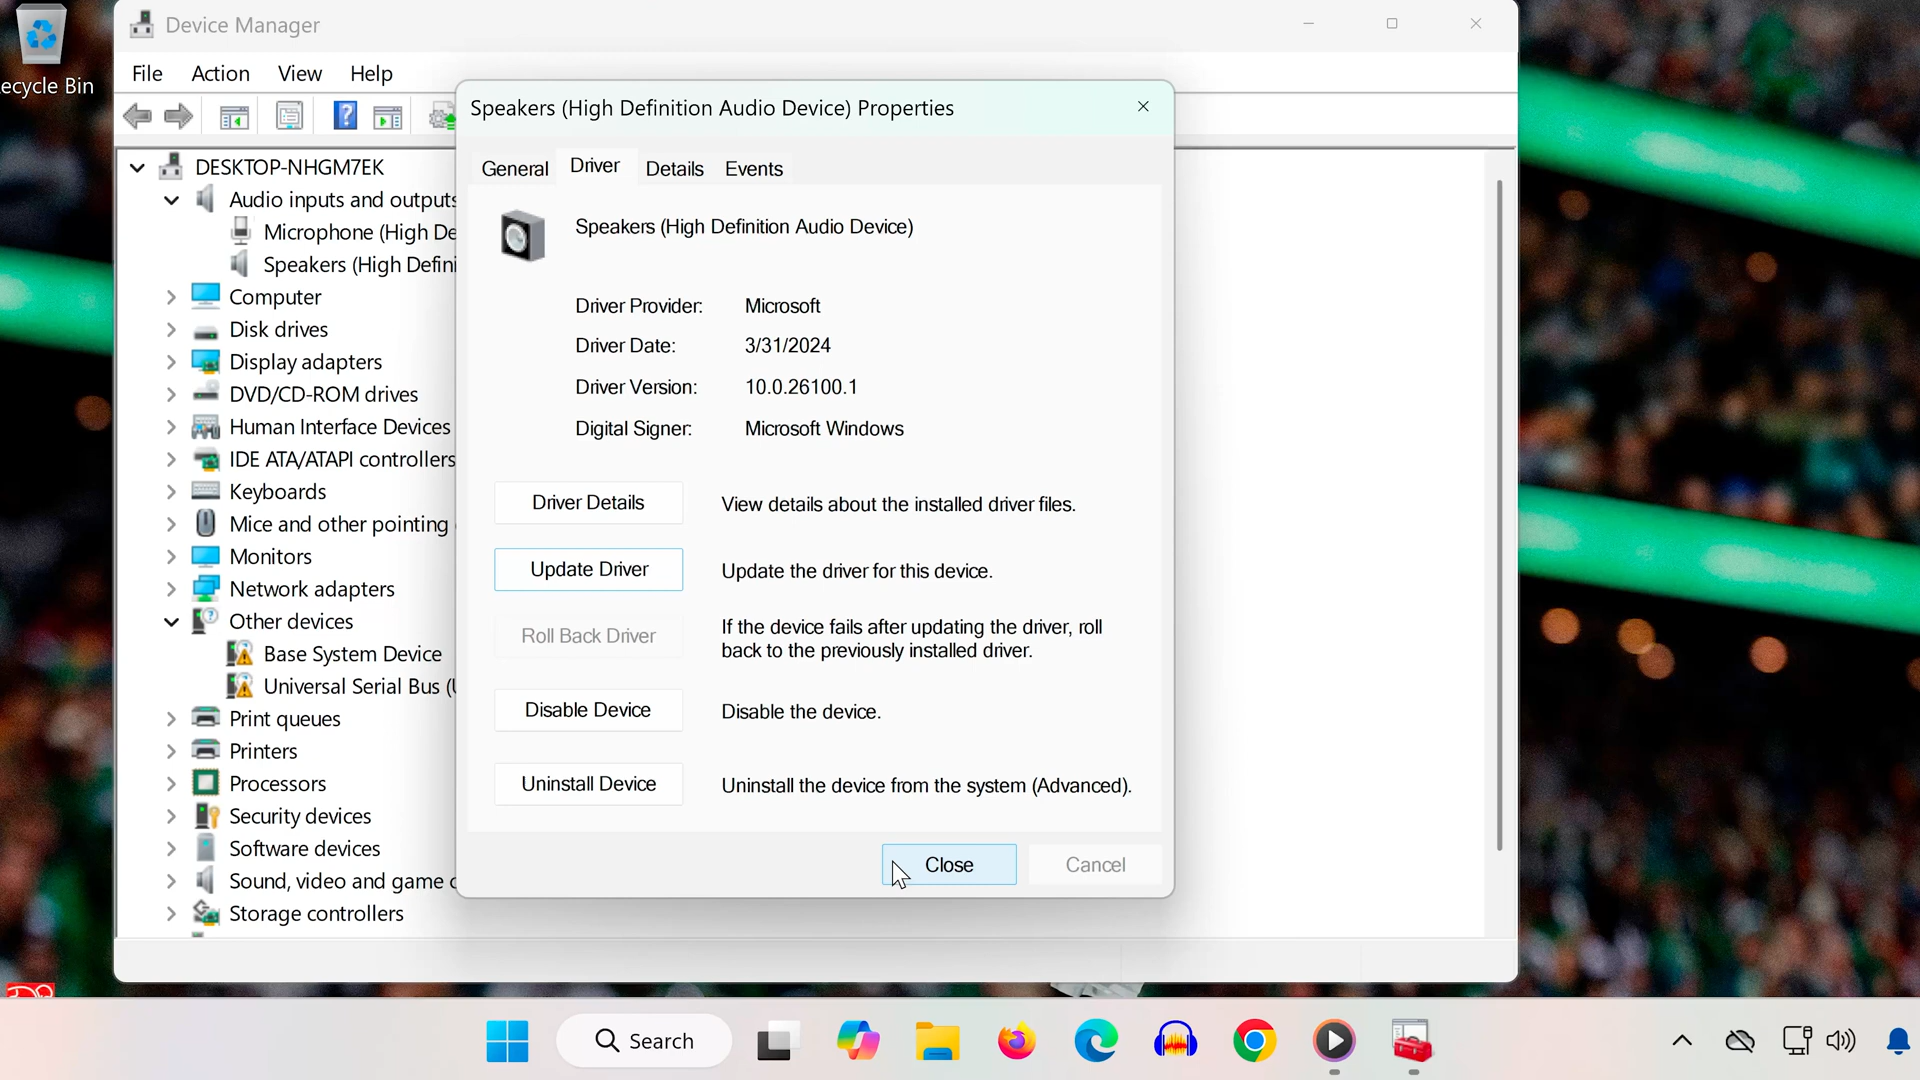 Device Manager
ecycle Bin
File Action View Help
Speakers (High Definition Audio Device) Properties
General Driver Details Events
DESKTOP-NHGM7EK
Audio inputs and outputs
Microphone (High De
Speakers (High Defini
Computer
Disk drives
Display adapters
DVD/CD-ROM drives
Human Interface Devices
IDE ATA/ATAPI controllers
Keyboards
Mice and other pointing
Monitors
Network adapters
Other devices
Base System Device
Universal Serial Bus (U
Print queues
Printers
Processors
Security devices
Software devices
Sound, video and game c
Storage controllers
Speakers (High Definition Audio Device)
Driver Provider: Microsoft
Driver Date: 3/31/2024
Driver Version: 10.0.26100.1
Digital Signer: Microsoft Windows
Driver Details View details about the installed driver files.
Update Driver Update the driver for this device.
Roll Back Driver If the device fails after updating the driver, roll
back to the previously installed driver.
Disable Device Disable the device.
Uninstall Device Uninstall the device from the system (Advanced).
Close Cancel
Search